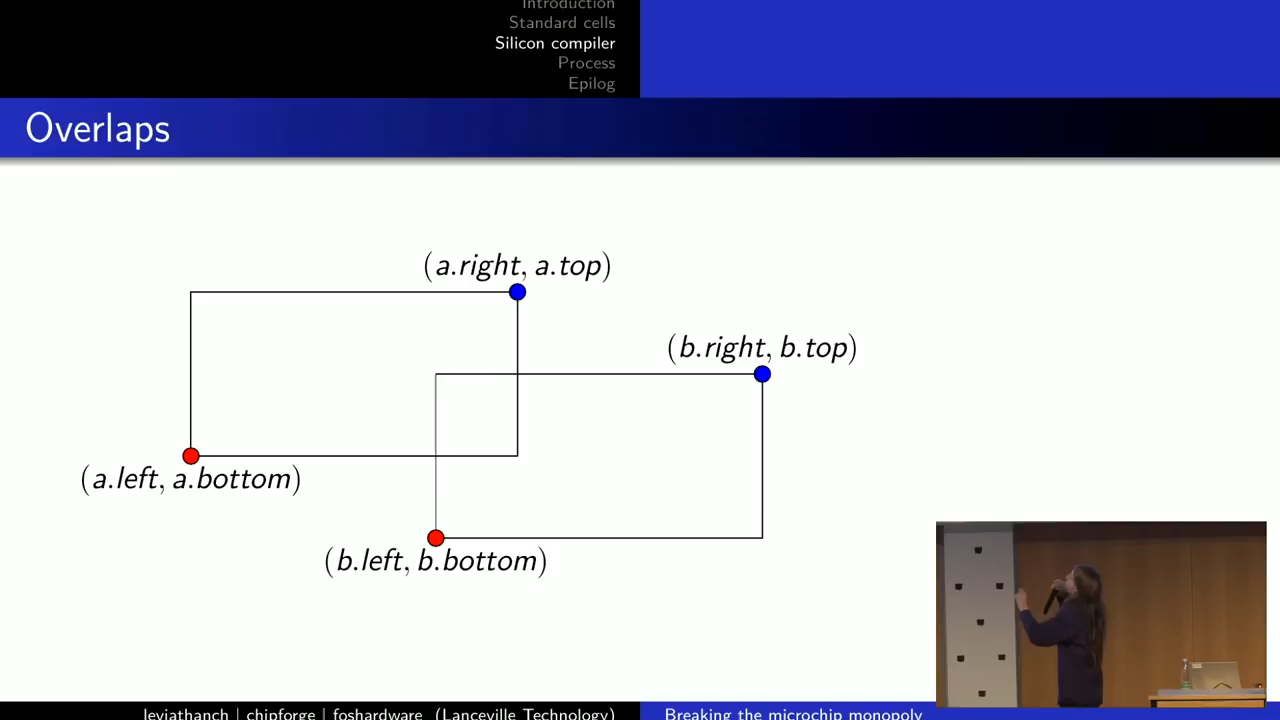 Introduction
Standard cells
Silicon compiler
Process
Epilog
Overlaps
(a.right, a.top)
(b.right, b.top)
(a.left, a.bottom)
(b.left, b.bottom)
leviathanch | chipforge | foshardware (Lanceville Technology)
Breaking the microchip monopoly